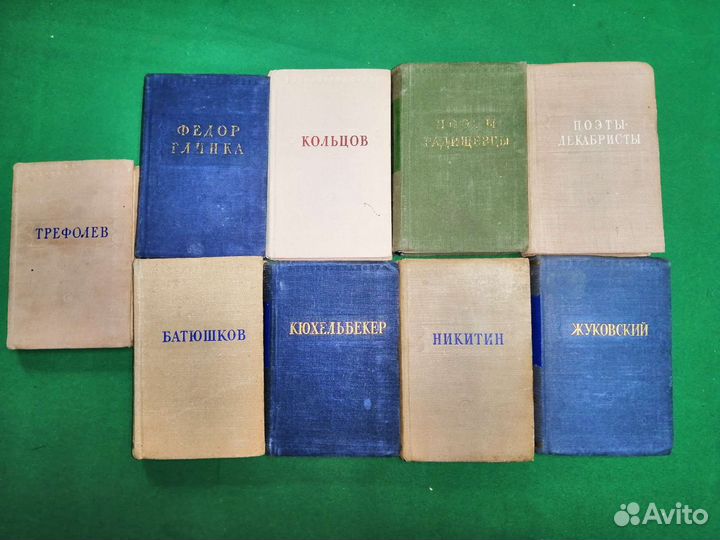 ФЕДОР
ГЛИНКА
КОЛЬЦОВ
ПОЭТЫ
РАДИЩЕВЦЫ
ПОЭТЫ-
ДЕКАБРИСТЫ
ТРЕФОЛЕВ
БАТЮШКОВ
КЮХЕЛЬБЕКЕР
НИКИТИН
ЖУКОВСКИЙ
Avito